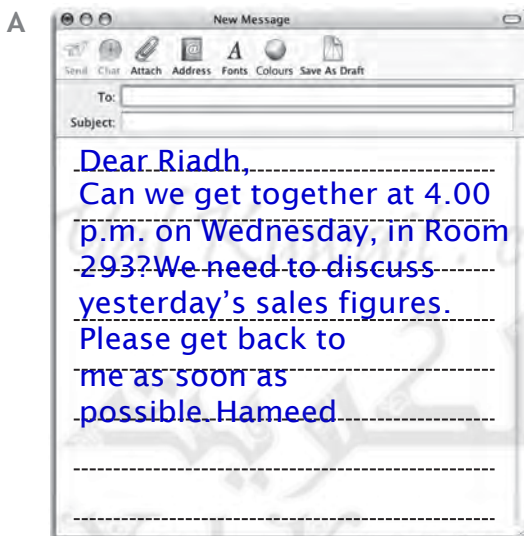 A
New Message
Send Chat Attach Address Fonts Colours Save As Draft
To:
Subject:
Dear Riadh,
Can we get together at 4.00
p.m. on Wednesday, in Room
293?We need to discuss
yesterday's sales figures.
Please get back to
me as soon as
possible. Hameed